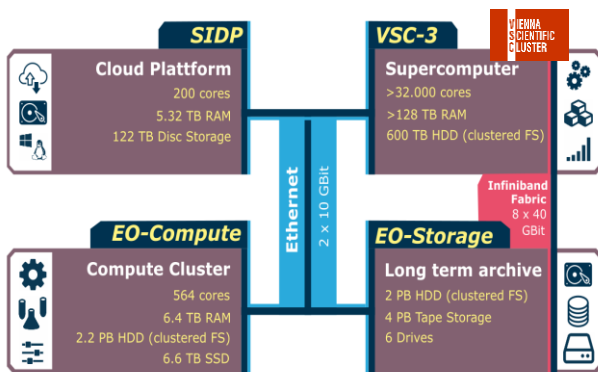 SIDP
Cloud Plattform
200 cores
5.32 TB RAM
122 TB Disc Storage
VSC-3
VIENNA
SCIENTIFIC
CLUSTER
Supercomputer
>32.000 cores
>128 TB RAM
600 TB HDD (clustered FS)
Ethernet
2 x 10 GBit
Infiniband
Fabric
8 x 40
GBit
EO-Compute
Compute Cluster
564 cores
6.4 TB RAM
2.2 PB HDD (clustered FS)
6.6 TB SSD
EO-Storage
Long term archive
2 PB HDD (clustered FS)
4 PB Tape Storage
6 Drives